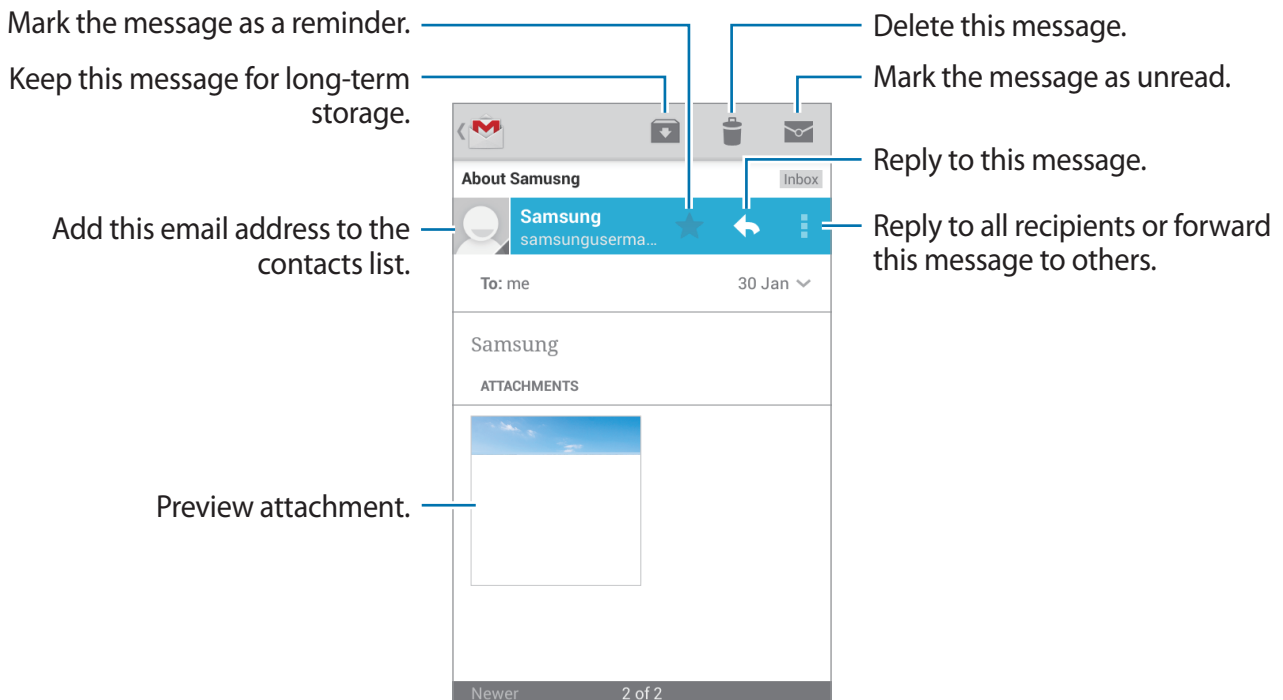 Mark the message as a reminder.
Keep this message for long-term
storage.
Add this email address to the
contacts list.
Preview attachment.
Delete this message.
Mark the message as unread.
Reply to this message.
Reply to all recipients or forward
this message to others.
About Samusng
Inbox
Samsung
samsunguserma...
To: me
30 Jan
Samsung
ATTACHMENTS
Newer
2 of 2